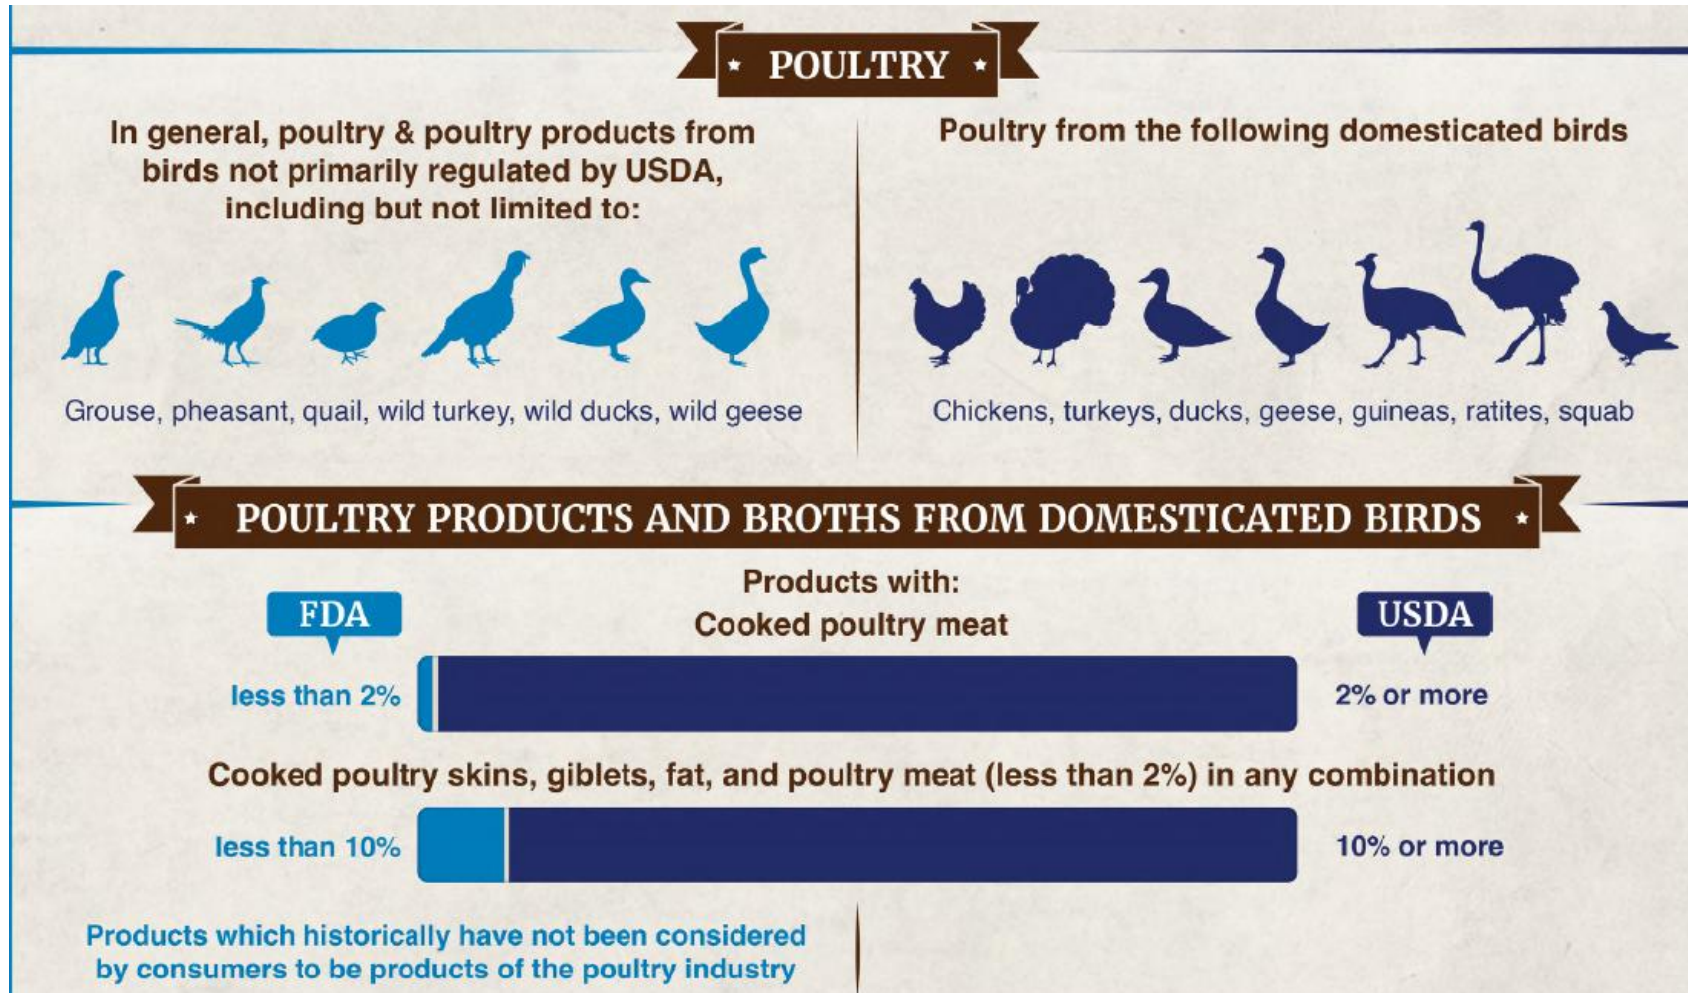 POULTRY
In general, poultry & poultry products from
birds not primarily regulated by USDA,
including but not limited to:
Grouse, pheasant, quail, wild turkey, wild ducks, wild geese
Poultry from the following domesticated birds
Chickens, turkeys, ducks, geese, guineas, ratites, squab
POULTRY PRODUCTS AND BROTHS FROM DOMESTICATED BIRDS
Products with:
FDA
USDA
Cooked poultry meat
less than 2%
2% or more
Cooked poultry skins, giblets, fat, and poultry meat (less than 2%) in any combination
less than 10%
10% or more
Products which historically have not been considered
by consumers to be products of the poultry industry